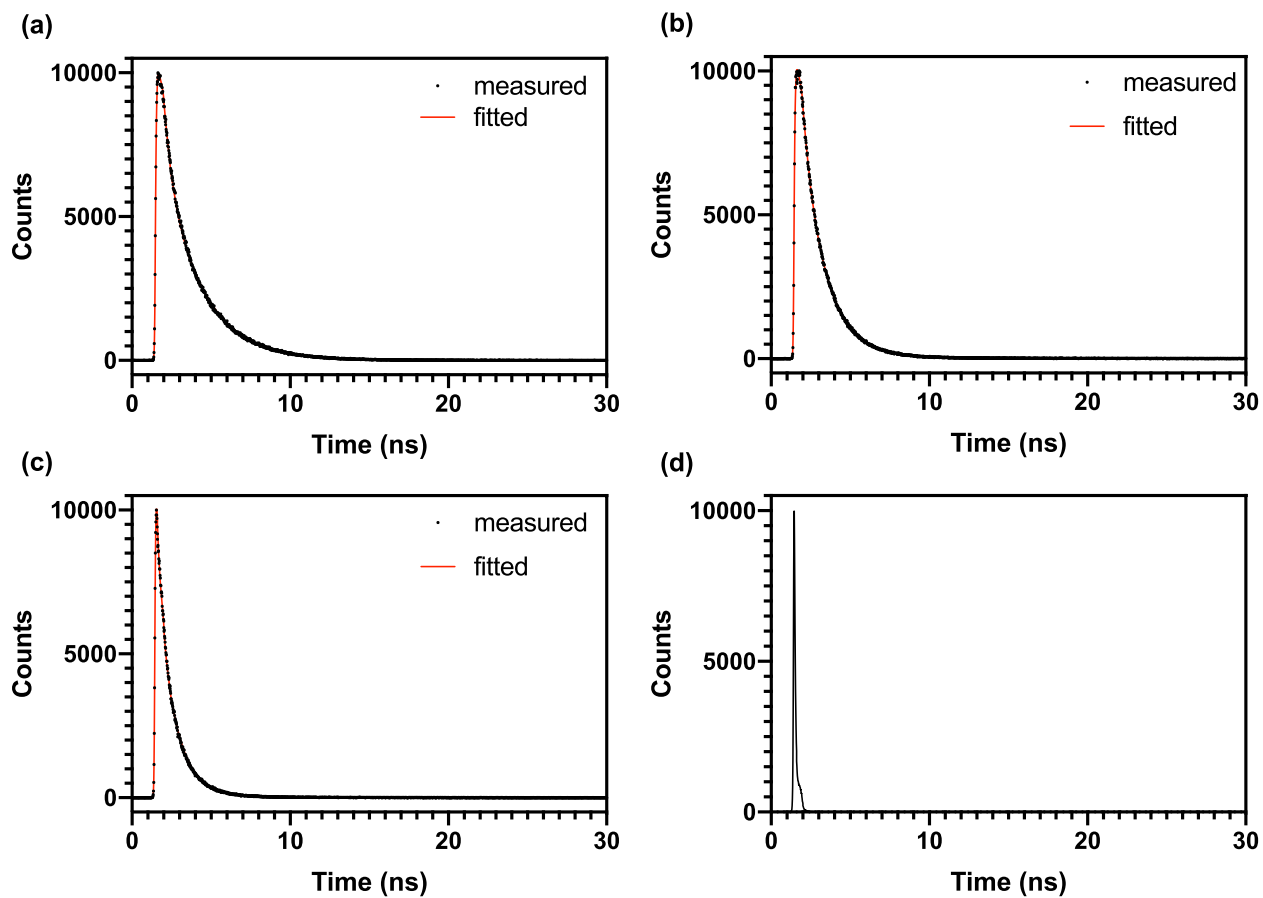 (a)
10000
5000
0
Counts
measured
fitted
0 10 20 30
Time (ns)
(b)
10000
5000
0
Counts
measured
fitted
0 10 20 30
Time (ns)
(c)
10000
5000
0
Counts
measured
fitted
0 10 20 30
Time (ns)
(d)
10000
5000
0
Counts
0 10 20 30
Time (ns)